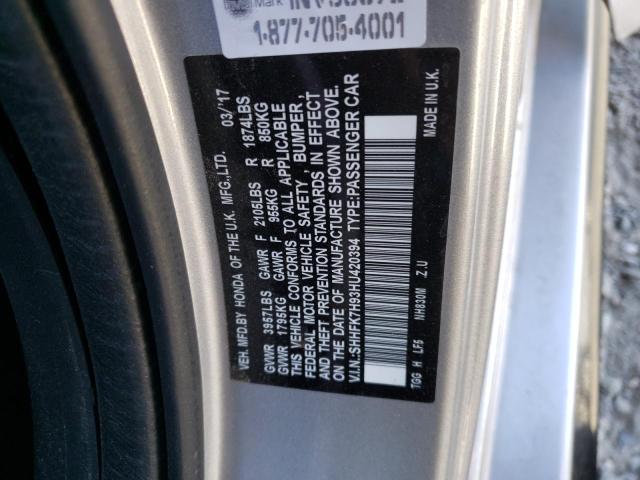 Mark
1-877-705-4001
VEH. MFD.BY HONDA OF THE U.K. MFG.,LTD. 03/'17
GVWR 3957LBS GAWR F 2105LBS R 1874LBS
GVWR 1795KG GAWR F 955KG R 850KG
THIS VEHICLE CONFORMS TO ALL APPLICABLE
FEDERAL MOTOR VEHICLE SAFETY, BUMPER,
AND THEFT PREVENTION STANDARDS IN EFFECT
ON THE DATE OF MANUFACTURE SHOWN ABOVE.
V.I.N.:SHHFK7H93HU420394 TYPE:PASSENGER CAR
TGG H LF5 NH830M Z U MADE IN U.K.